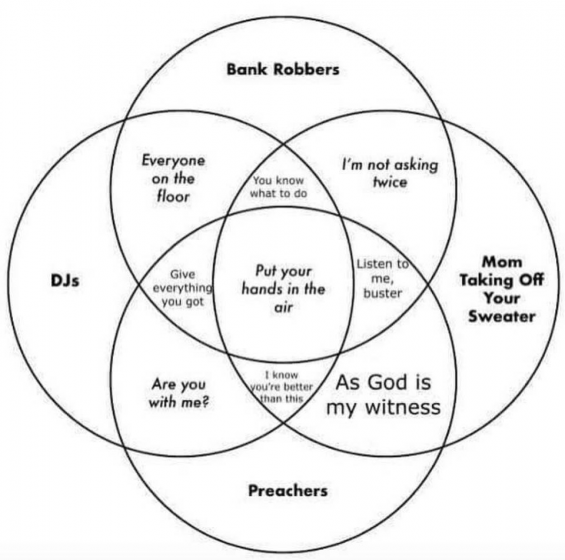 Bank Robbers
Everyone
on the
floor
You know
what to do
I'm not asking
twice
DJs
Give
everything
you got
Put your
hands in the
air
Listen to
me,
buster
Mom
Taking Off
Your
Sweater
Are you
with me?
I know
you're better
than this
As God is
my witness
Preachers